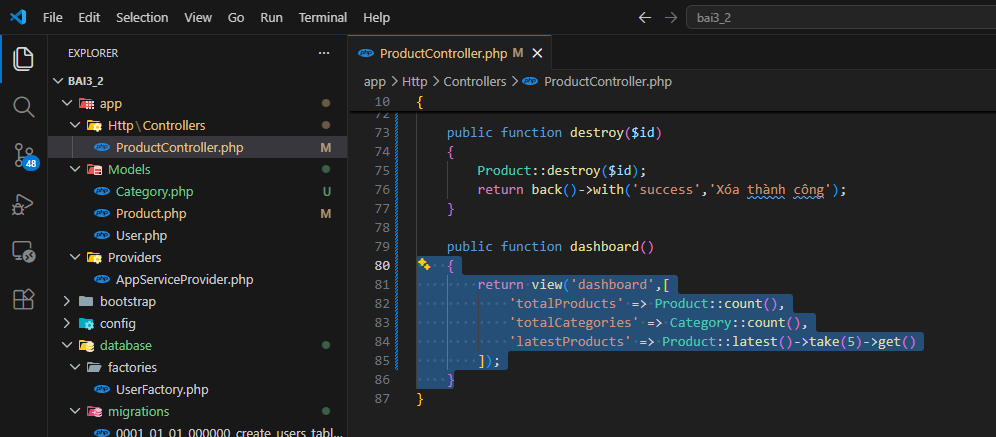 File Edit Selection View Go Run Terminal Help
bai3_2
EXPLORER
ProductController.php M
BAI3_2
app > Http > Controllers > ProductController.php
app
Http\Controllers
ProductController.php M
Models
Category.php U
Product.php M
User.php
Providers
AppServiceProvider.php
bootstrap
config
database
factories
UserFactory.php
migrations
0001_01_01_000000_create_users_tabl...
48
10 {
72
73 public function destroy($id)
74 {
75 Product::destroy($id);
76 return back()->with('success','Xóa thành công');
77 }
78
79 public function dashboard()
80 {
81 return view('dashboard',[
82 'totalProducts' => Product::count(),
83 'totalCategories' => Category::count(),
84 'latestProducts' => Product::latest()->take(5)->get()
85 ]);
86 }
87 }